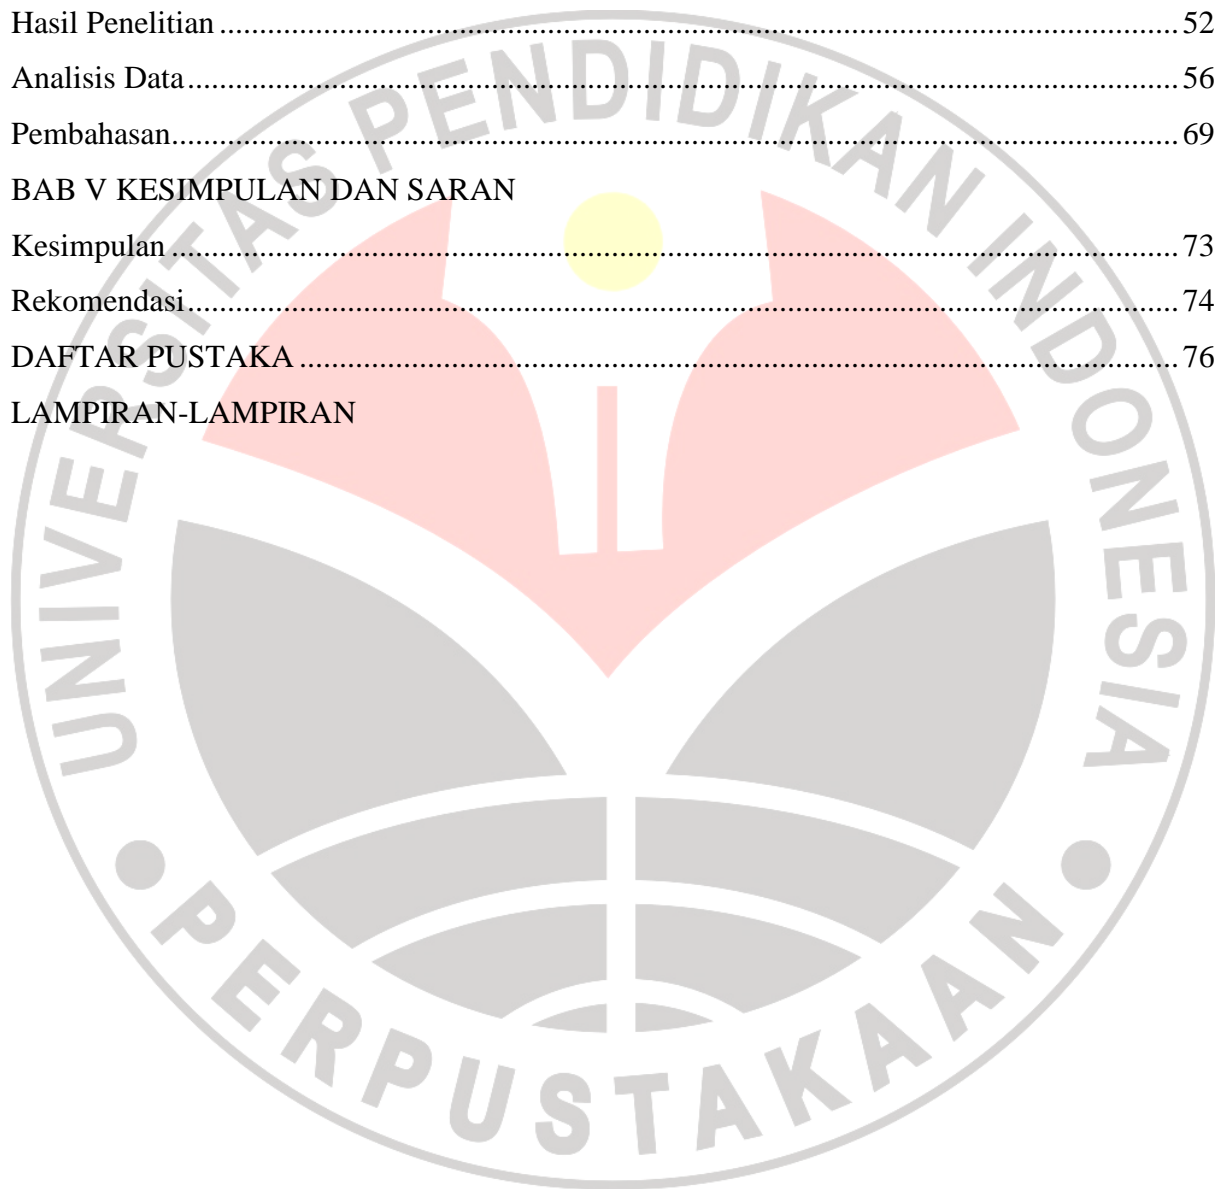 Hasil Penelitian ........................................................................................................................ 52
Analisis Data ............................................................................................................................ 56
Pembahasan.............................................................................................................................. 69
BAB V KESIMPULAN DAN SARAN
Kesimpulan .............................................................................................................................. 73
Rekomendasi ............................................................................................................................ 74
DAFTAR PUSTAKA .............................................................................................................. 76
LAMPIRAN-LAMPIRAN
UNIVERSITAS PENDIDIKAN INDONESIA
PERPUSTAKAAN